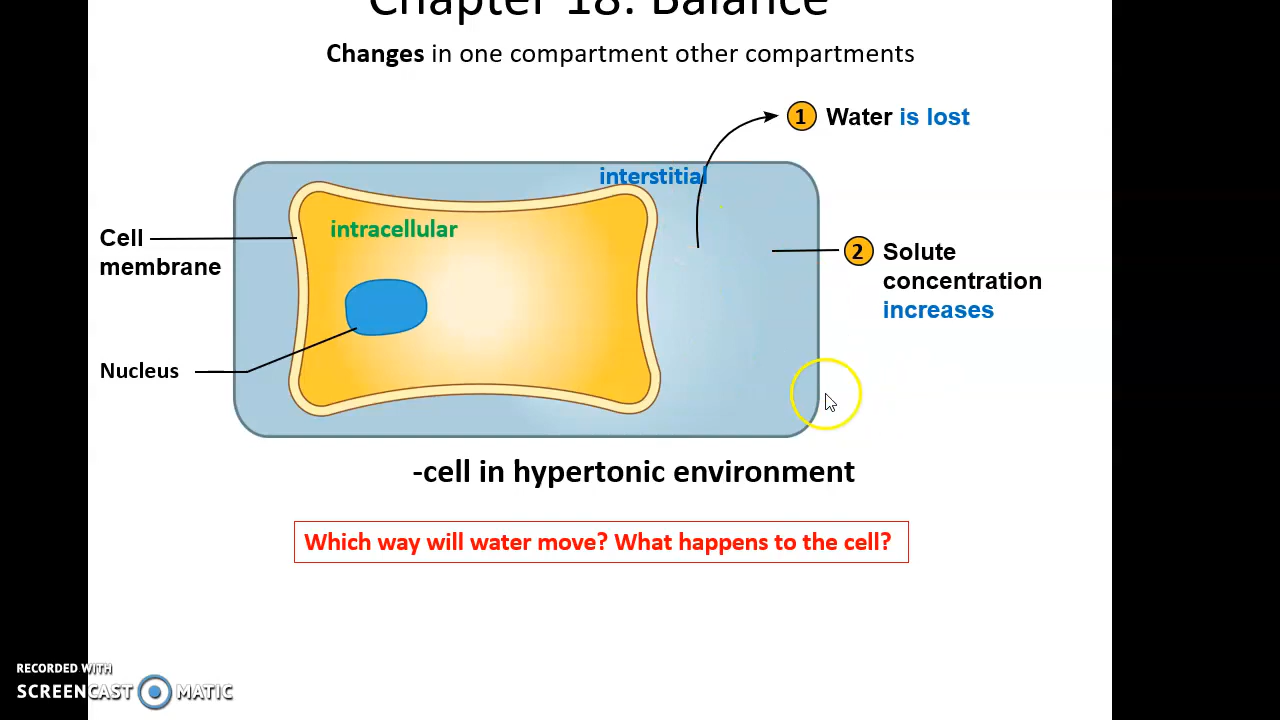 Chapter 18: Balance
Changes in one compartment other compartments
1 Water is lost
interstitial
intracellular
Cell
membrane
2 Solute
concentration
increases
Nucleus
-cell in hypertonic environment
Which way will water move? What happens to the cell?
RECORDED WITH
SCREENCAST MATIC